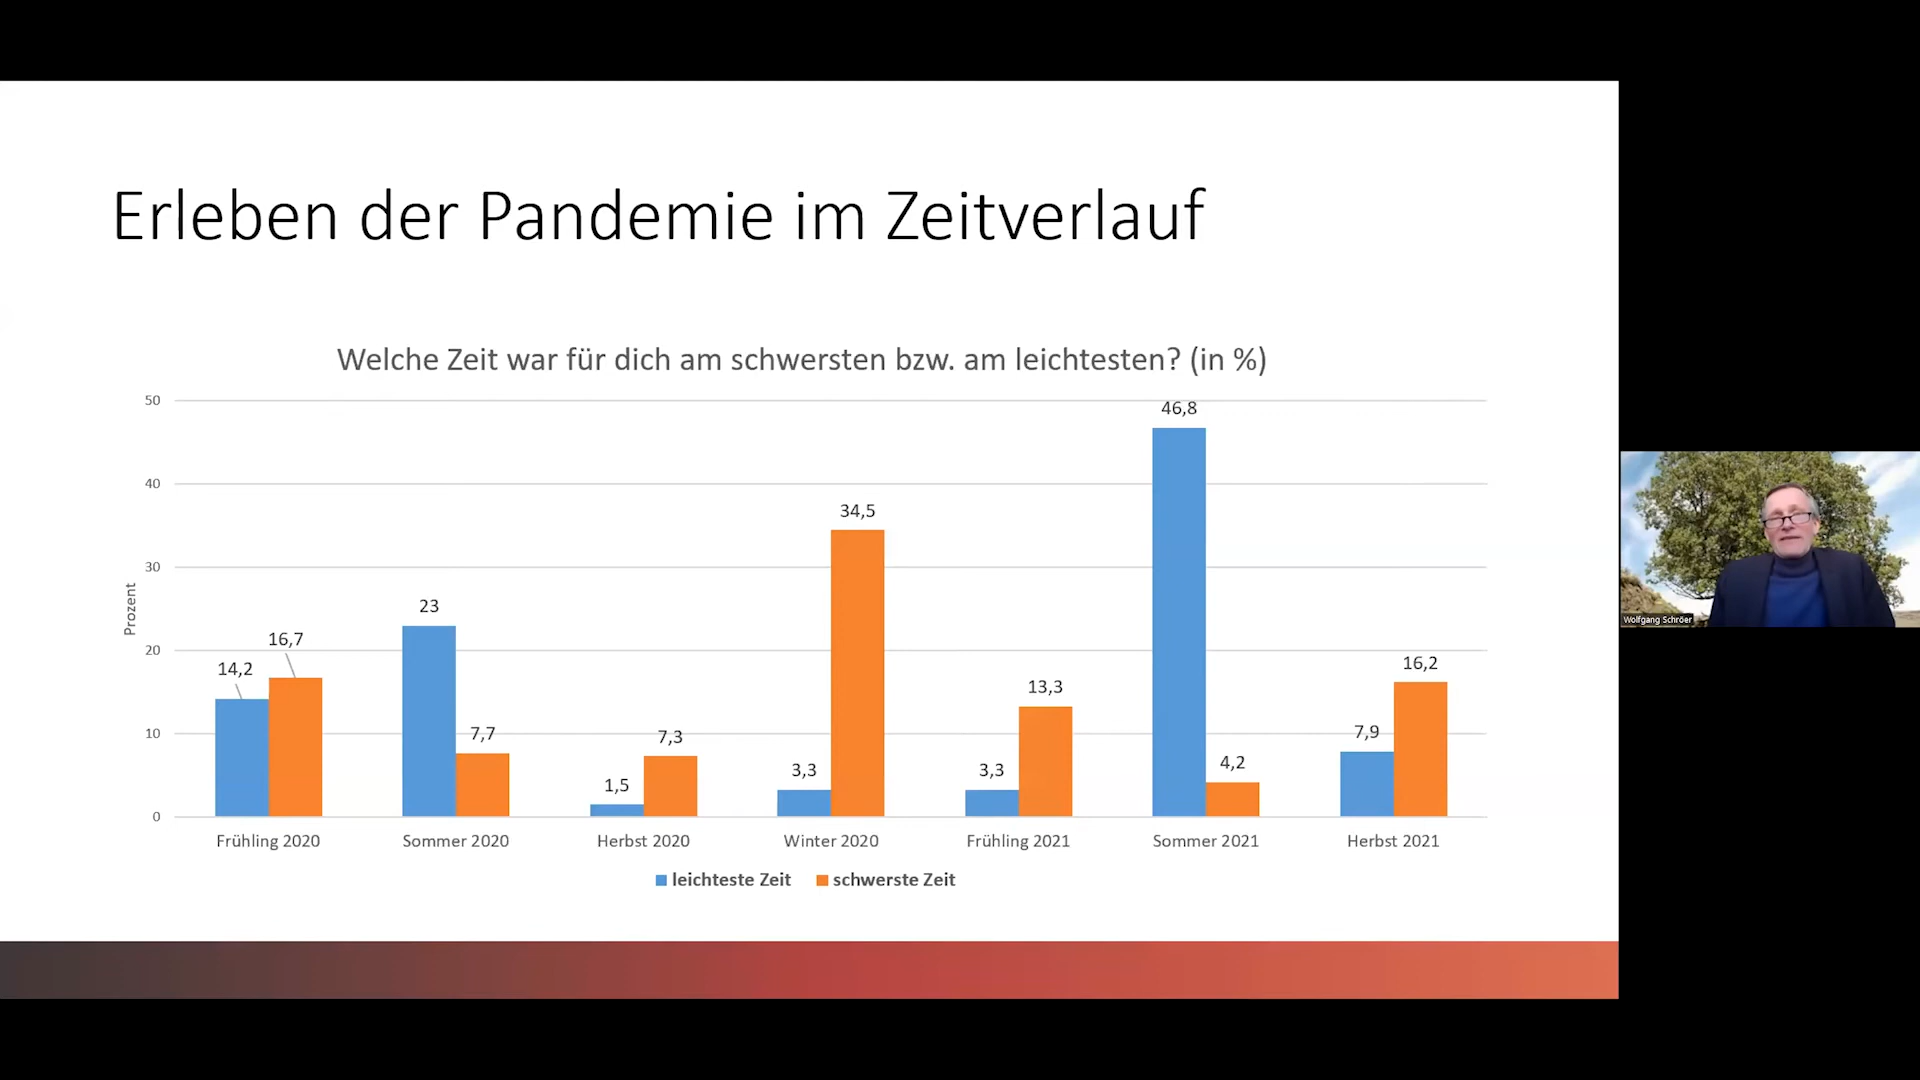 Erleben der Pandemie im Zeitverlauf
Welche Zeit war für dich am schwersten bzw. am leichtesten? (in %)
50
40
30
20
10
0
Prozent
14,2
16,7
23
7,7
1,5
7,3
3,3
34,5
3,3
13,3
46,8
4,2
7,9
16,2
Frühling 2020
Sommer 2020
Herbst 2020
Winter 2020
Frühling 2021
Sommer 2021
Herbst 2021
leichteste Zeit
schwerste Zeit
Wolfgang Schröer